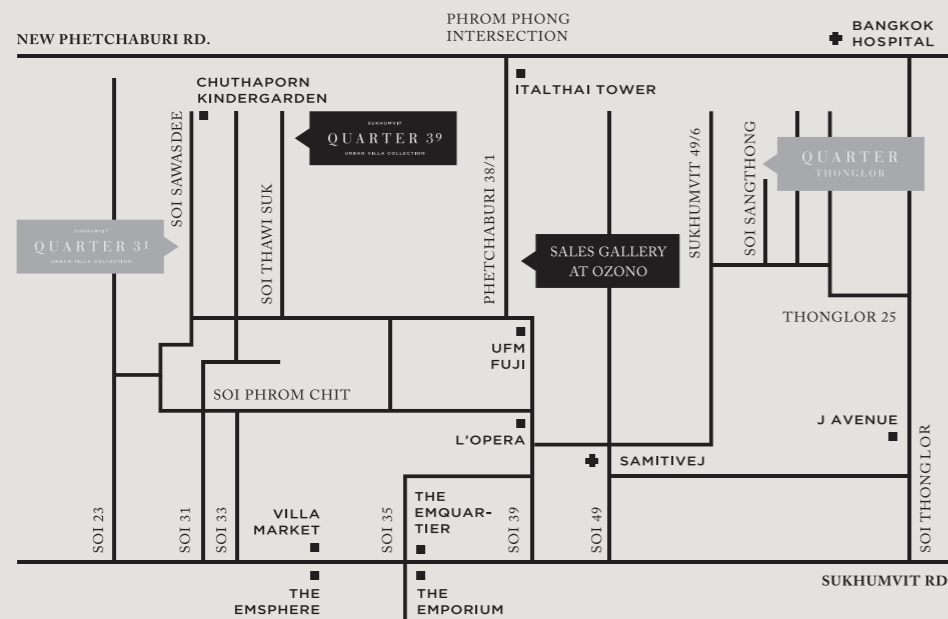 PHROM PHONG
INTERSECTION
BANGKOK
HOSPITAL
NEW PHETCHABURI RD.
CHUTHAPORN
KINDERGARDEN
ITALTHAI TOWER
SOI SAWASDEE
SUKHUMVIT
QUARTER 39
URBAN VILLA COLLECTION
SOI THAWI SUK
PHETCHABURI 38/1
SUKHUMVIT 49/6
SOI SANGTHONG
QUARTER
THONGLOR
SUKHUMVIT
QUARTER 31
URBAN VILLA COLLECTION
SALES GALLERY
AT OZONO
THONGLOR 25
UFM
FUJI
SOI PHROM CHIT
L'OPERA
J AVENUE
SAMITIVEJ
SOI THONGLOR
SOI 23
SOI 31
SOI 33
VILLA
MARKET
SOI 35
THE
EMQUAR-
TIER
SOI 39
SOI 49
SUKHUMVIT RD
THE
EMSPHERE
THE
EMPORIUM